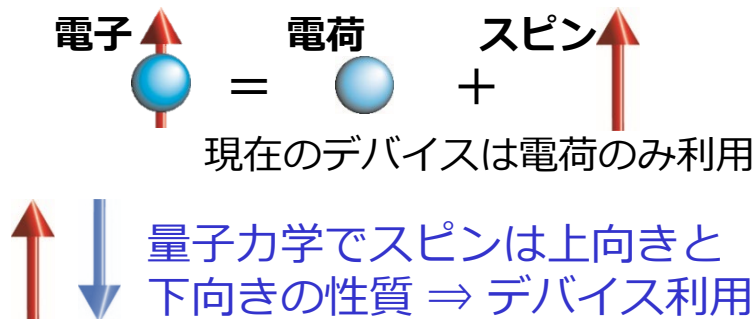 電子 = 電荷 + スピン
現在のデバイスは電荷のみ利用
量子力学でスピンは上向きと
下向きの性質 ⇒ デバイス利用